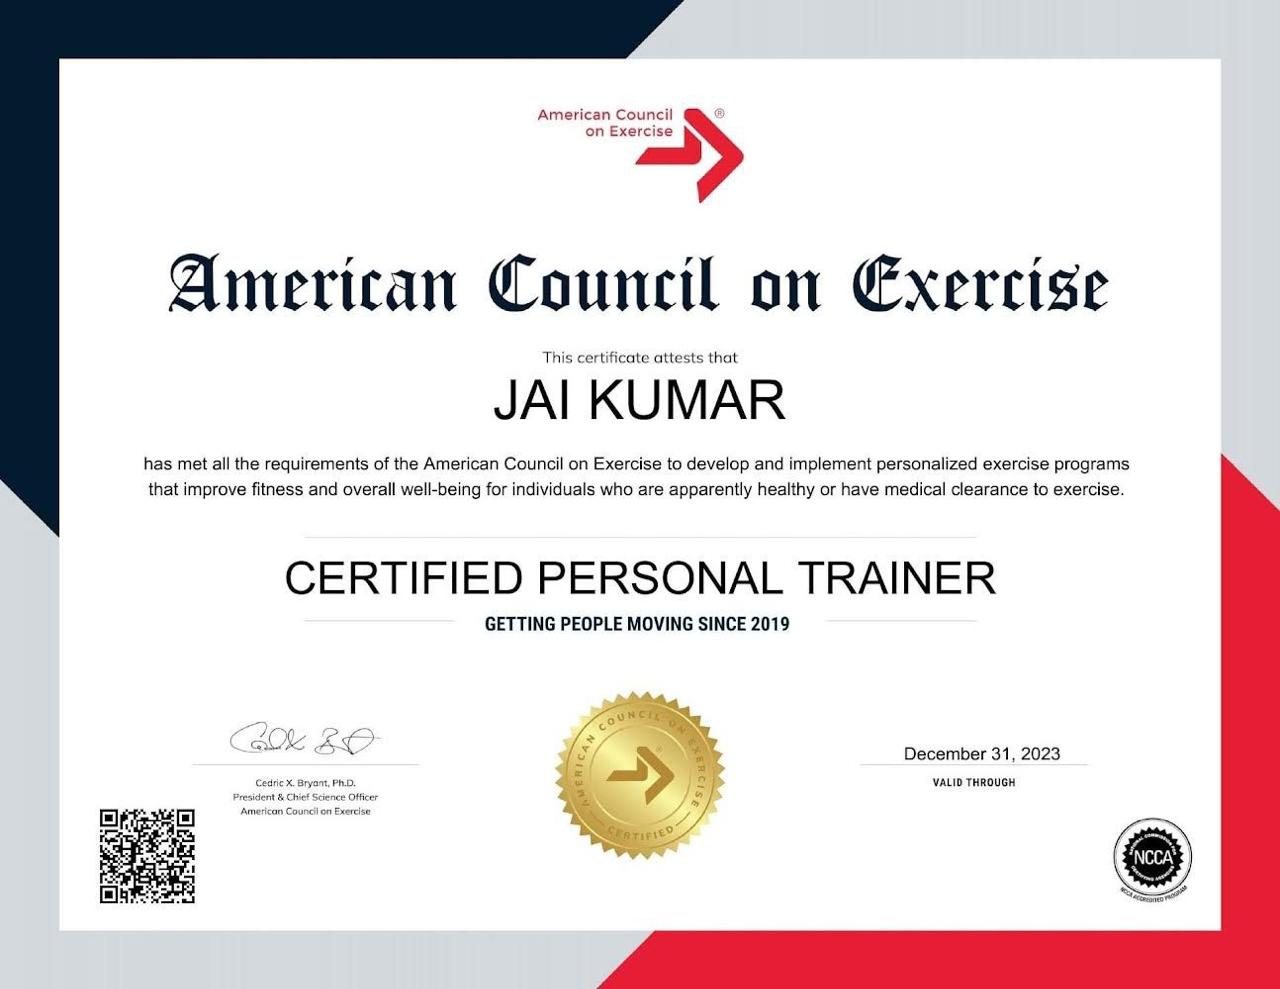 American Council
on Exercise
®
American Council on Exercise
This certificate attests that
JAI KUMAR
has met all the requirements of the American Council on Exercise to develop and implement personalized exercise programs
that improve fitness and overall well-being for individuals who are apparently healthy or have medical clearance to exercise.
CERTIFIED PERSONAL TRAINER
GETTING PEOPLE MOVING SINCE 2019
Cedric X. Bryant, Ph.D.
President & Chief Science Officer
American Council on Exercise
AMERICAN COUNCIL ON EXERCISE
®
CERTIFIED
December 31, 2023
VALID THROUGH
NCCA
NCCA ACCREDITED PROGRAM